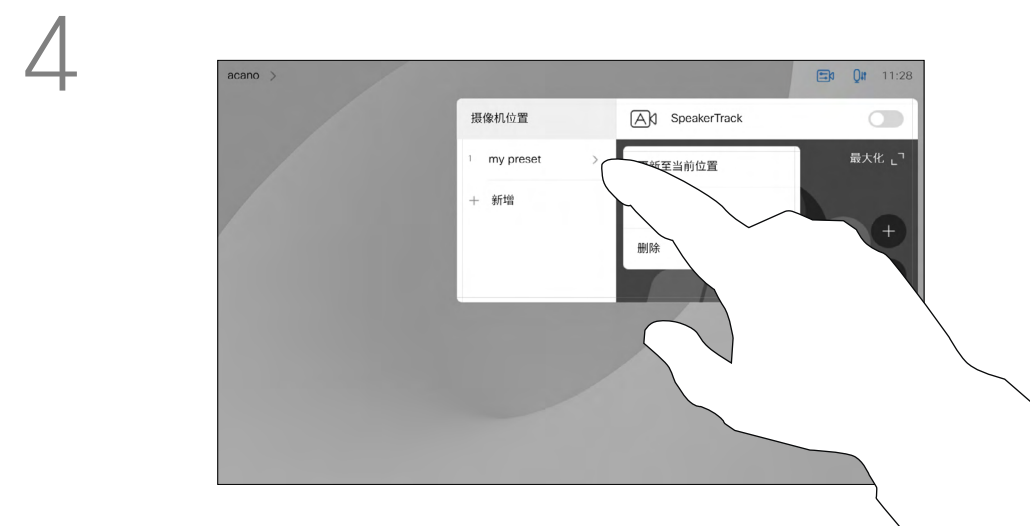 4
acano
11:28
摄像机位置
SpeakerTrack
1 my preset
新至当前位置
最大化
+ 新增
+
删除